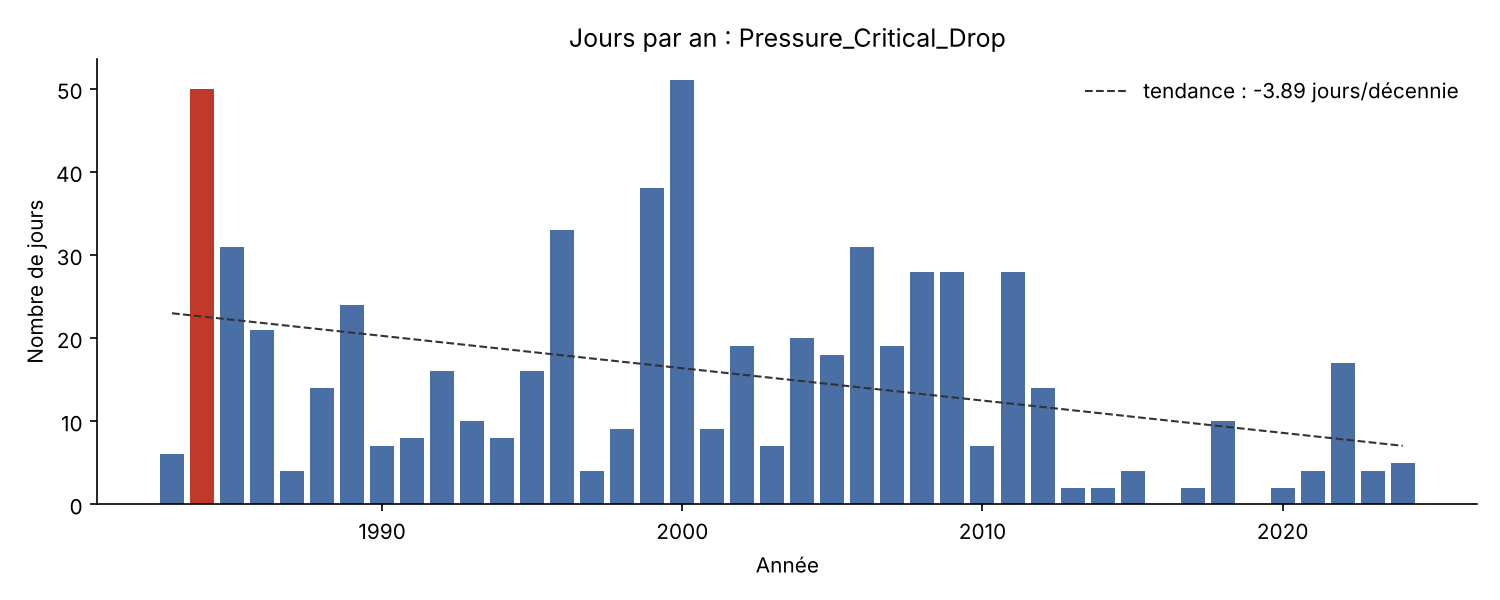 Jours par an : Pressure_Critical_Drop
tendance : -3.89 jours/décennie
Nombre de jours
50
40
30
20
10
0
1990
2000
2010
2020
Année